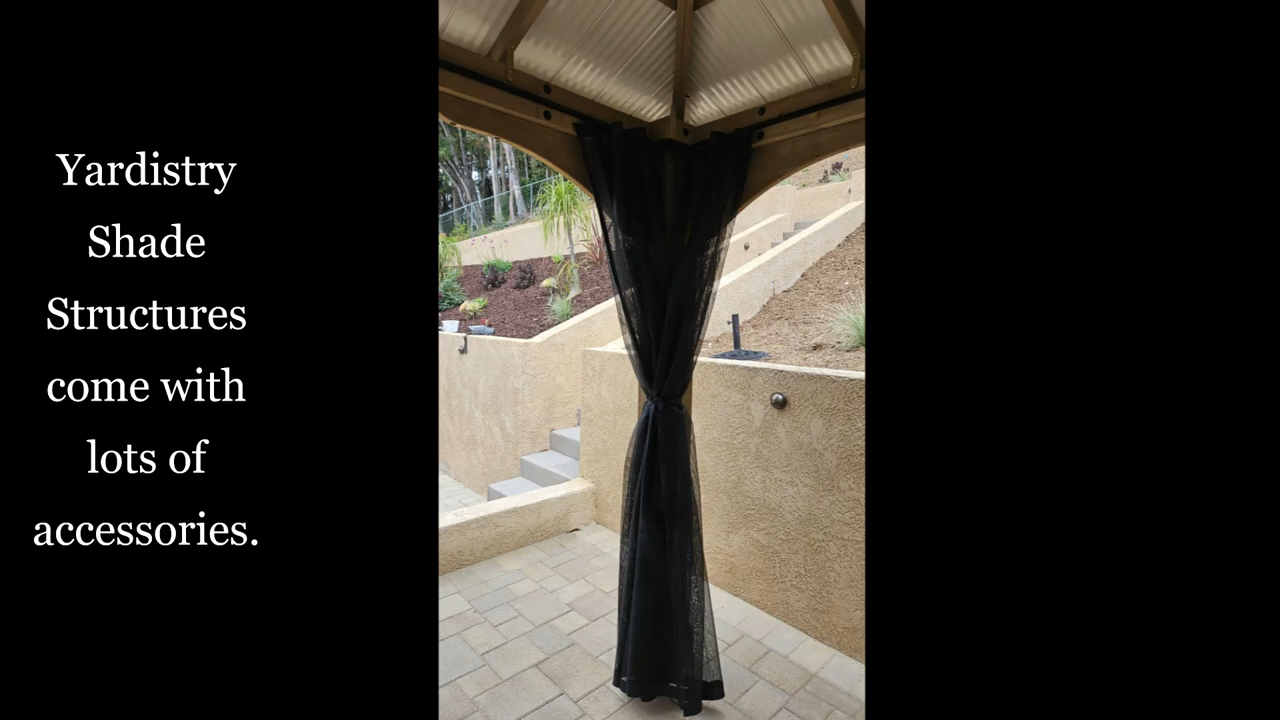 Yardistry
Shade
Structures
come with
lots of
accessories.